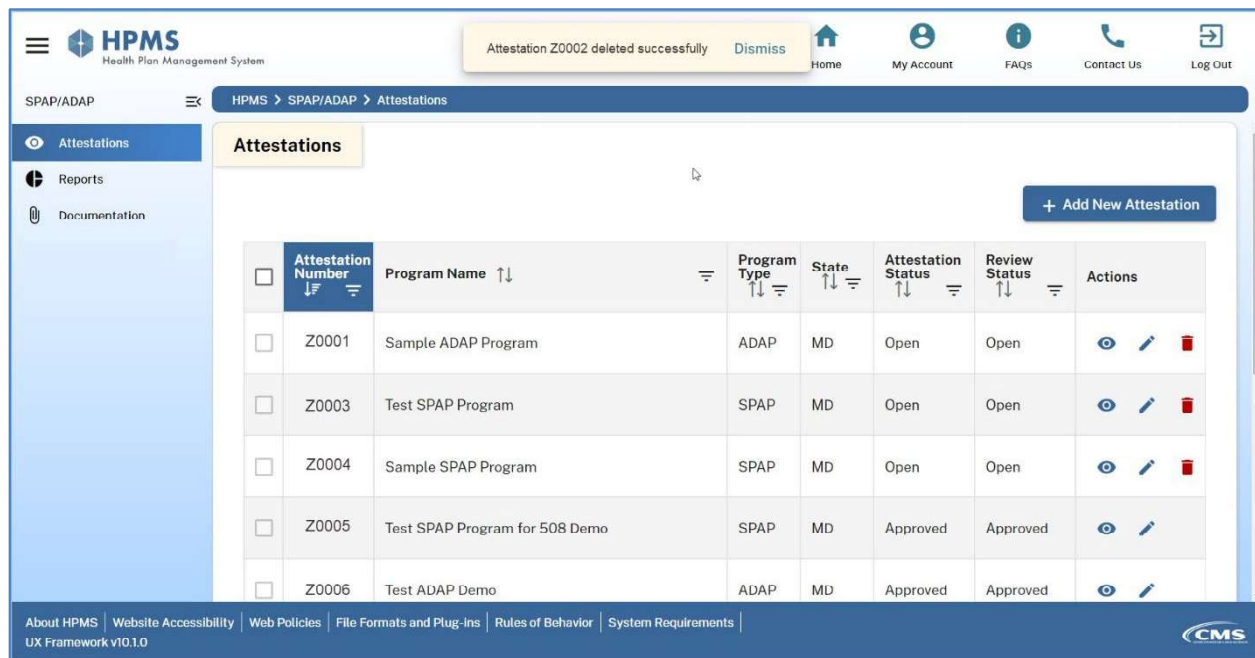 HPMS
Health Plan Management System
Attestation Z0002 deleted successfully Dismiss
Home My Account FAQs Contact Us Log Out
SPAP/ADAP
HPMS > SPAP/ADAP > Attestations
Attestations
Reports
Documentation
Attestations
+ Add New Attestation
Attestation Number Program Name Program Type State Attestation Status Review Status Actions
Z0001 Sample ADAP Program ADAP MD Open Open
Z0003 Test SPAP Program SPAP MD Open Open
Z0004 Sample SPAP Program SPAP MD Open Open
Z0005 Test SPAP Program for 508 Demo SPAP MD Approved Approved
Z0006 Test ADAP Demo ADAP MD Approved Approved
About HPMS | Website Accessibility | Web Policies | File Formats and Plug-ins | Rules of Behavior | System Requirements |
UX Framework v10.1.0
CMS